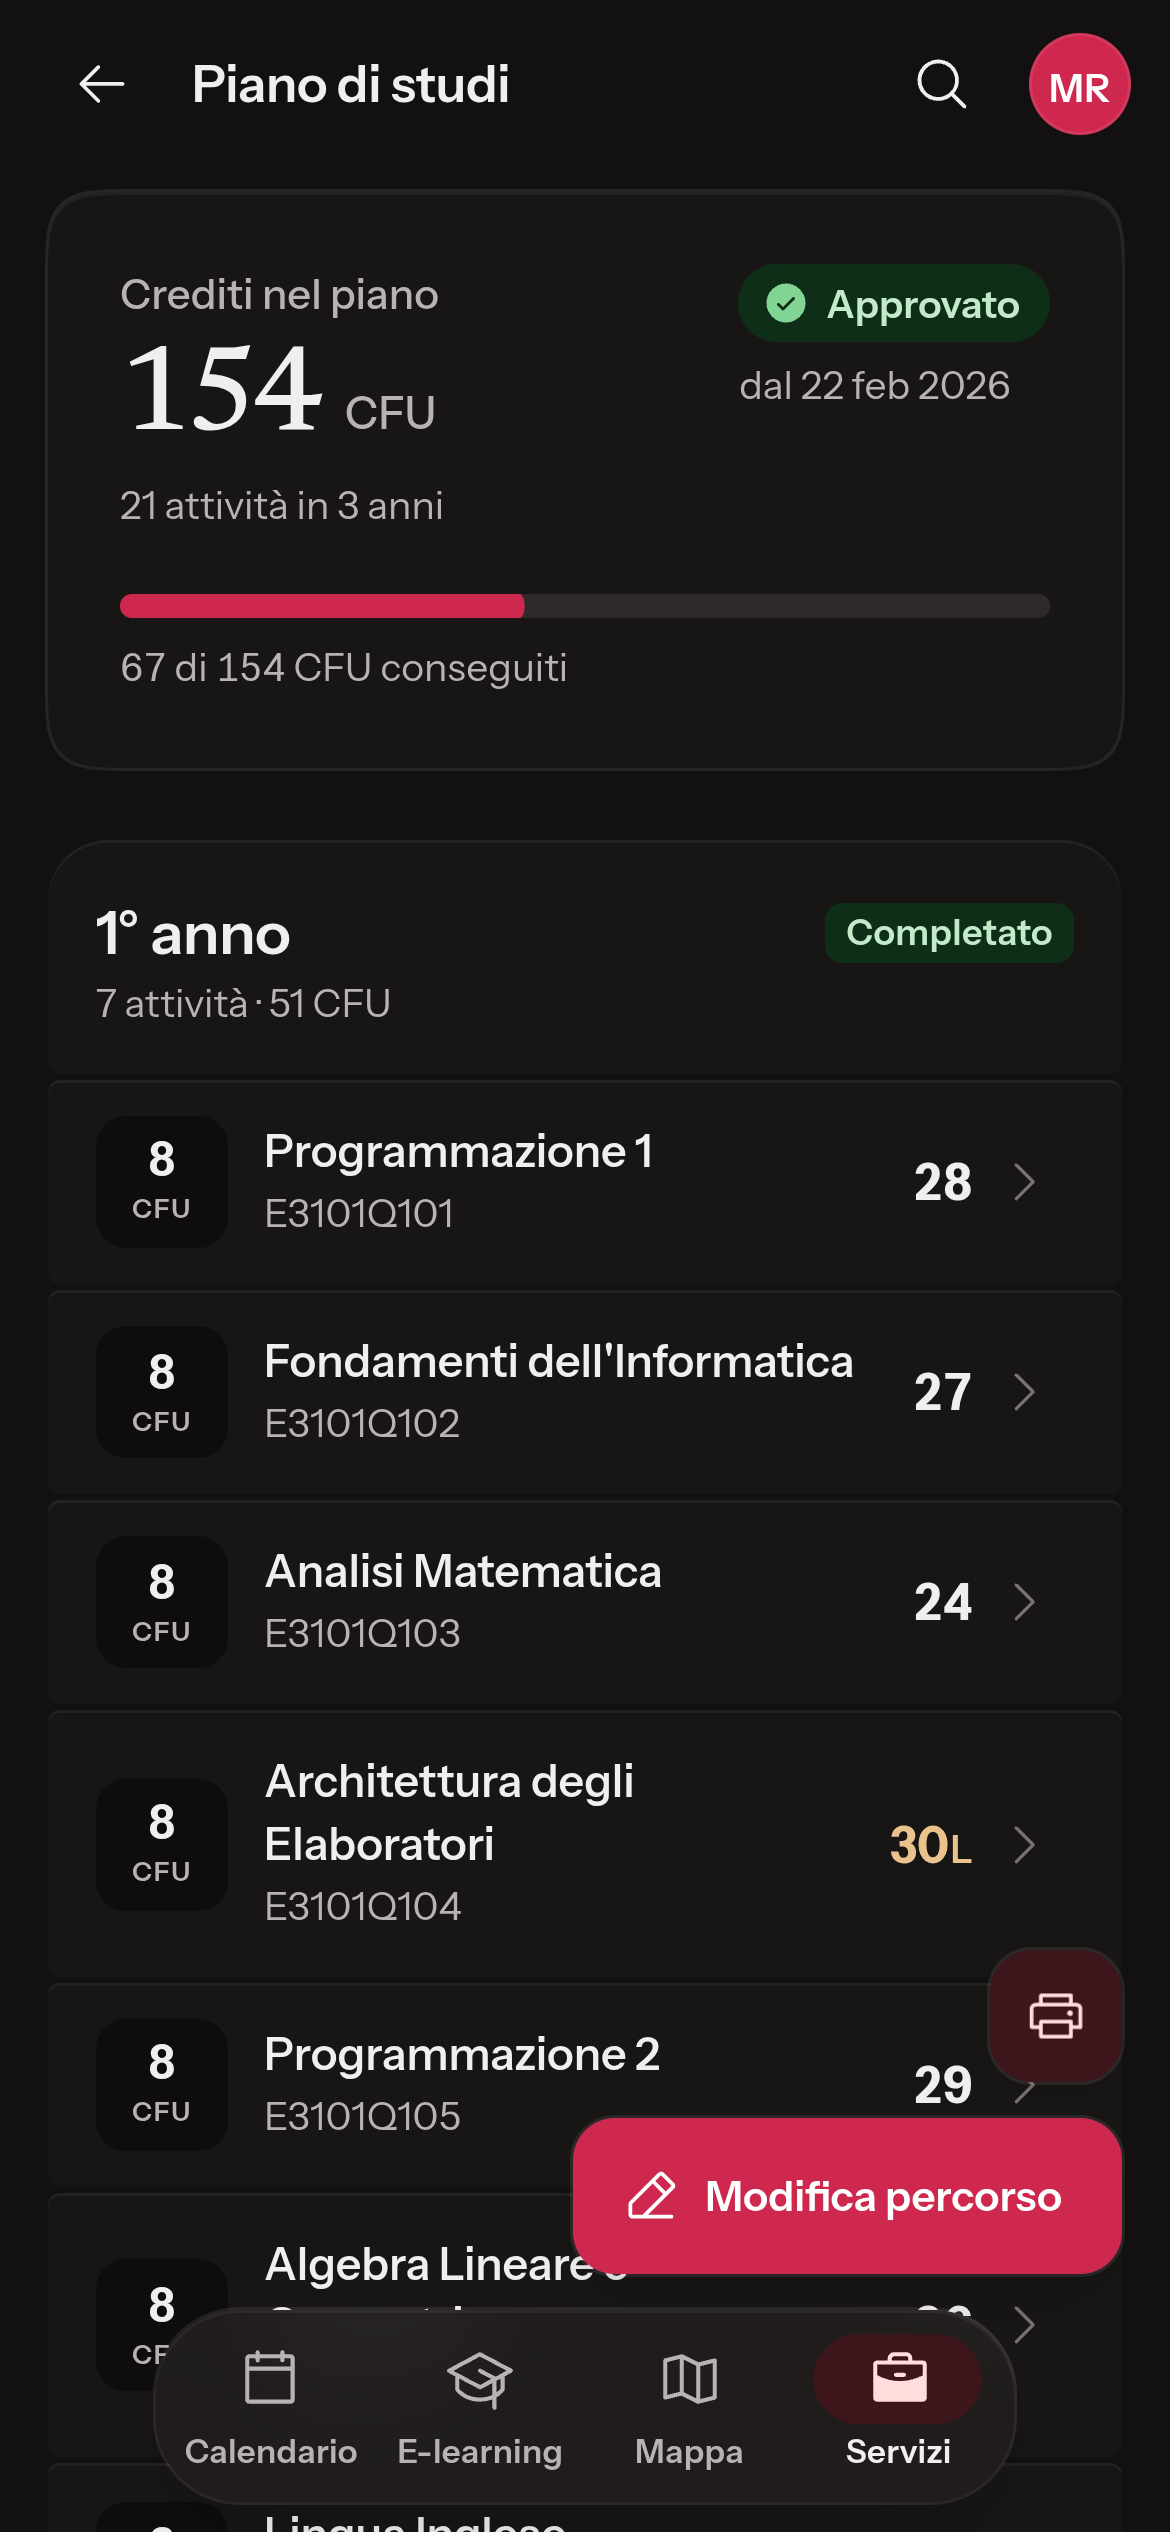 Piano di studi
MR
Crediti nel piano
Approvato
154 CFU
dal 22 feb 2026
21 attività in 3 anni
67 di 154 CFU conseguiti
1° anno
Completato
7 attività · 51 CFU
8
CFU
Programmazione 1
E3101Q101
28
8
CFU
Fondamenti dell'Informatica
E3101Q102
27
8
CFU
Analisi Matematica
E3101Q103
24
8
CFU
Architettura degli
Elaboratori
E3101Q104
30L
8
CFU
Programmazione 2
E3101Q105
29
Modifica percorso
8
Algebra Lineare
Calendario
E-learning
Mappa
Servizi
Lingua Inglese